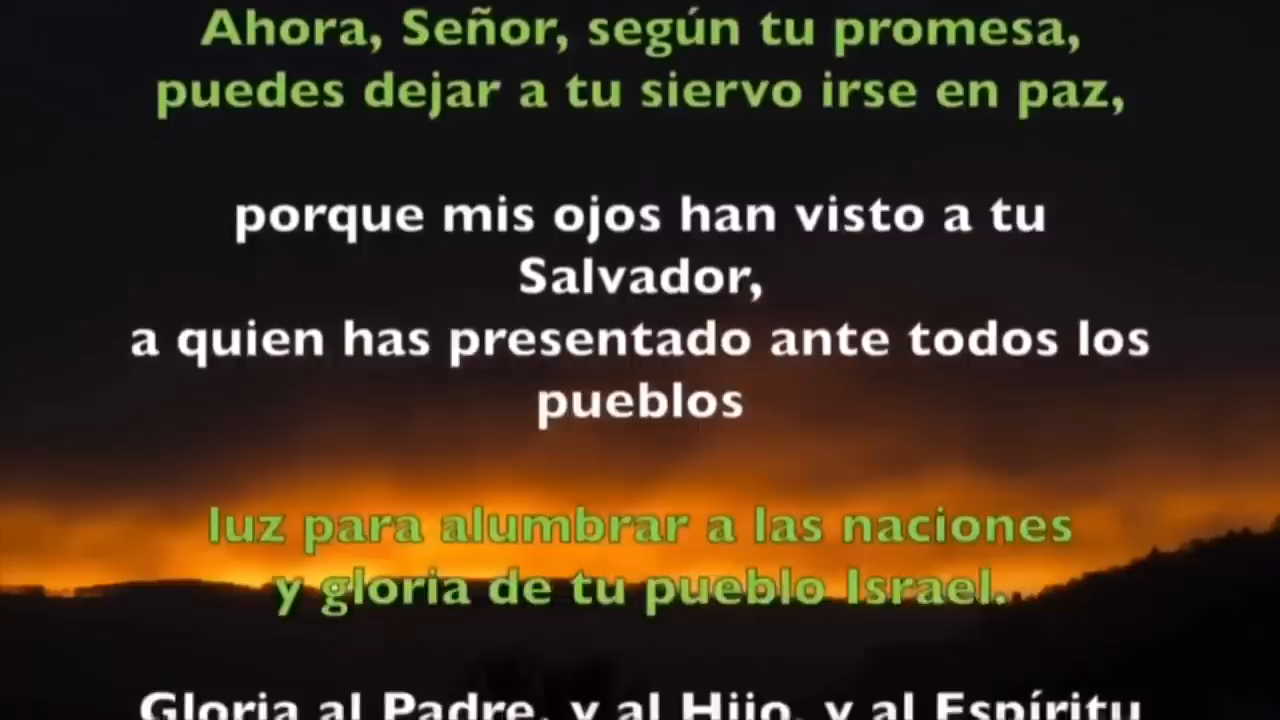 Ahora, Señor, según tu promesa,
puedes dejar a tu siervo irse en paz,
porque mis ojos han visto a tu
Salvador,
a quien has presentado ante todos los
pueblos
luz para alumbrar a las naciones
y gloria de tu pueblo Israel.
Gloria al Padre, y al Hijo, y al Espíritu